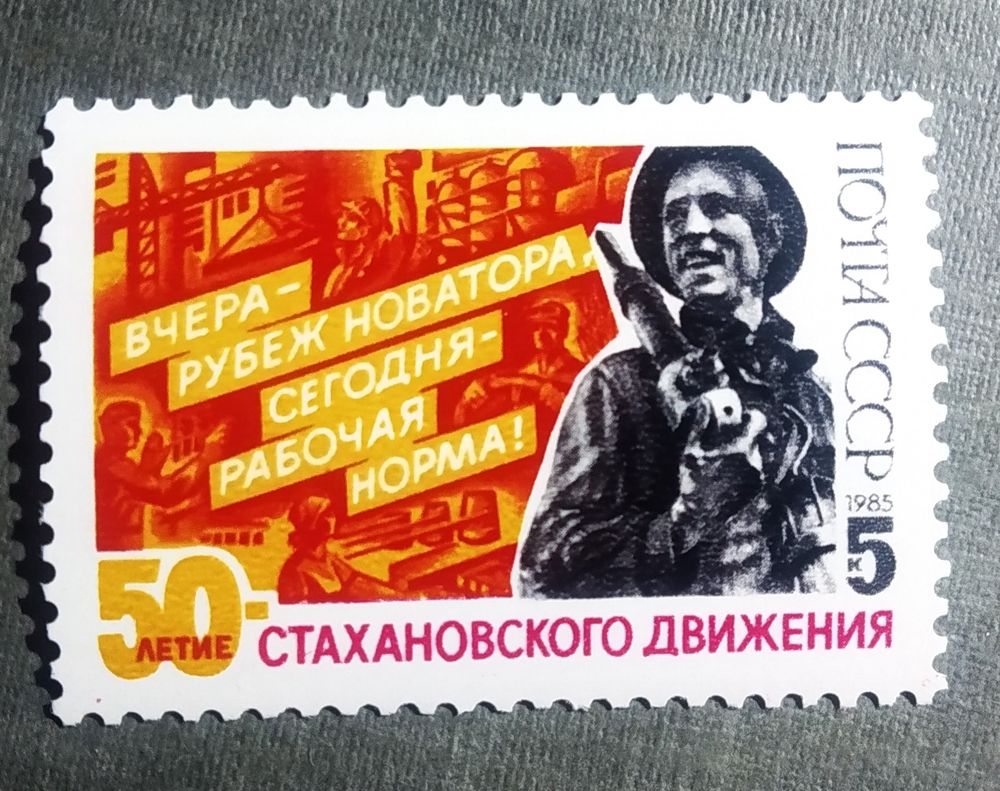 ВЧЕРА-
РУБЕЖ НОВАТОРА,
СЕГОДНЯ-
РАБОЧАЯ
НОРМА!
ПОЧТА СССР
1985
5
К
50-
ЛЕТИЕ
СТАХАНОВСКОГО ДВИЖЕНИЯ